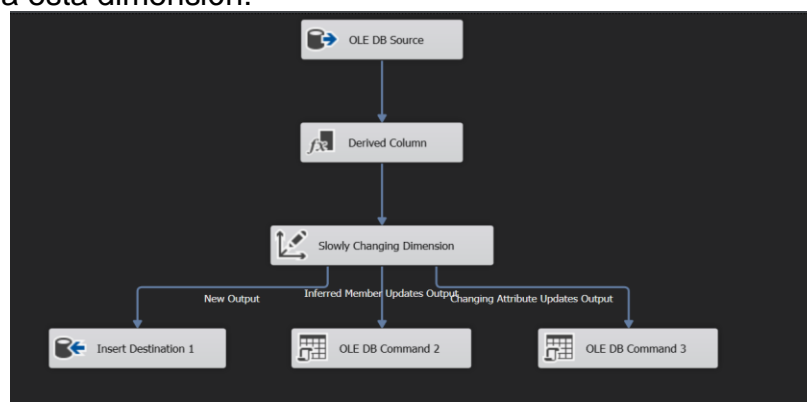 a esta dimensión.
OLE DB Source
Derived Column
Slowly Changing Dimension
New Output
Inferred Member Updates Output
Changing Attribute Updates Output
Insert Destination 1
OLE DB Command 2
OLE DB Command 3